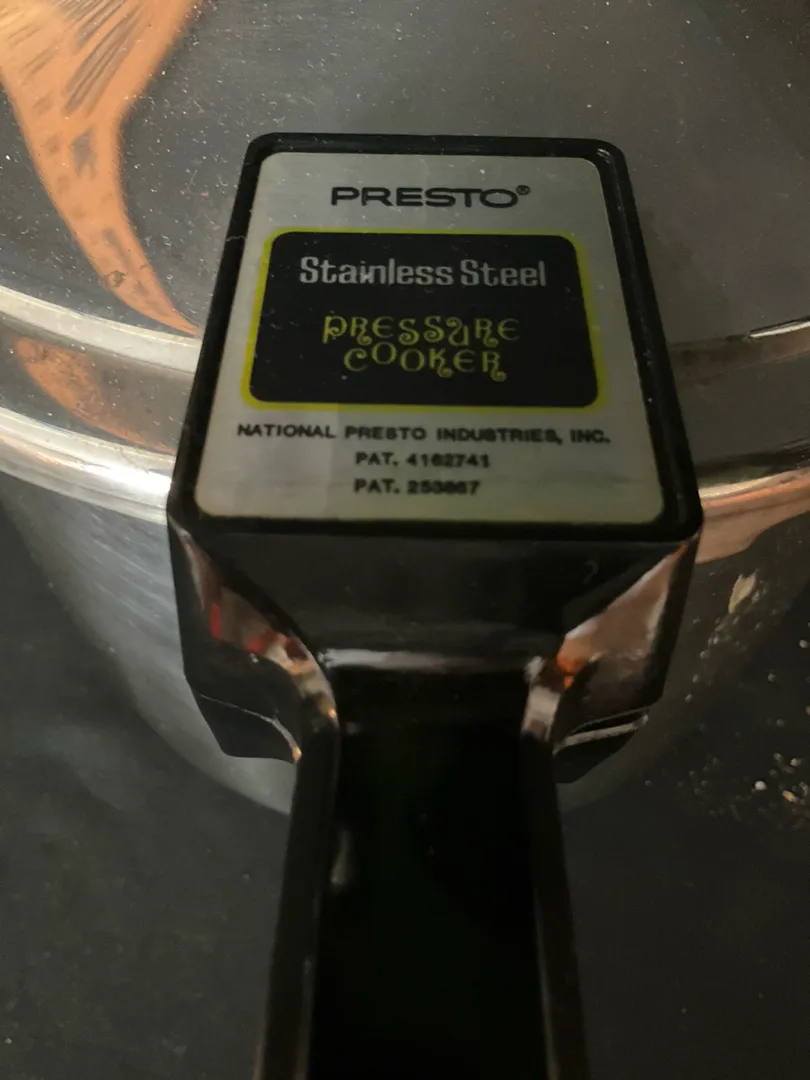 PRESTO®
Stainless Steel
PRESSURE
COOKER
NATIONAL PRESTO INDUSTRIES, INC.
PAT. 4162741
PAT. 253867